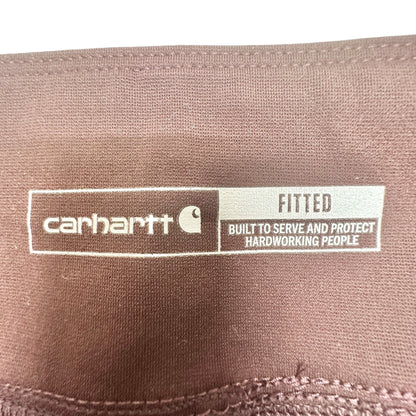 carhartt
FITTED
BUILT TO SERVE AND PROTECT
HARDWORKING PEOPLE